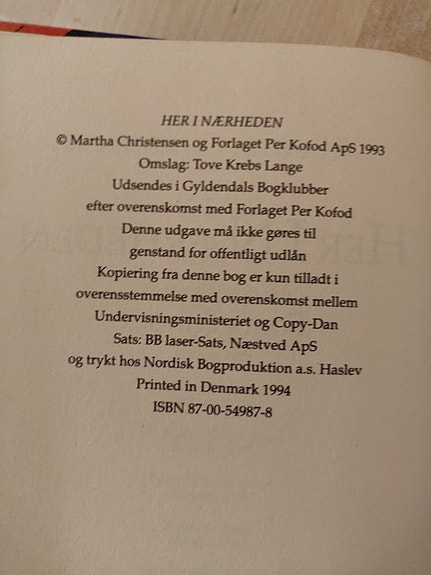 HER I NÆRHEDEN
© Martha Christensen og Forlaget Per Kofod ApS 1993
Omslag: Tove Krebs Lange
Udsendes i Gyldendals Bogklubber
efter overenskomst med Forlaget Per Kofod
Denne udgave må ikke gøres til
genstand for offentligt udlån
Kopiering fra denne bog er kun tilladt i
overensstemmelse med overenskomst mellem
Undervisningsministeriet og Copy-Dan
Sats: BB laser-Sats, Næstved ApS
og trykt hos Nordisk Bogproduktion a.s. Haslev
Printed in Denmark 1994
ISBN 87-00-54987-8